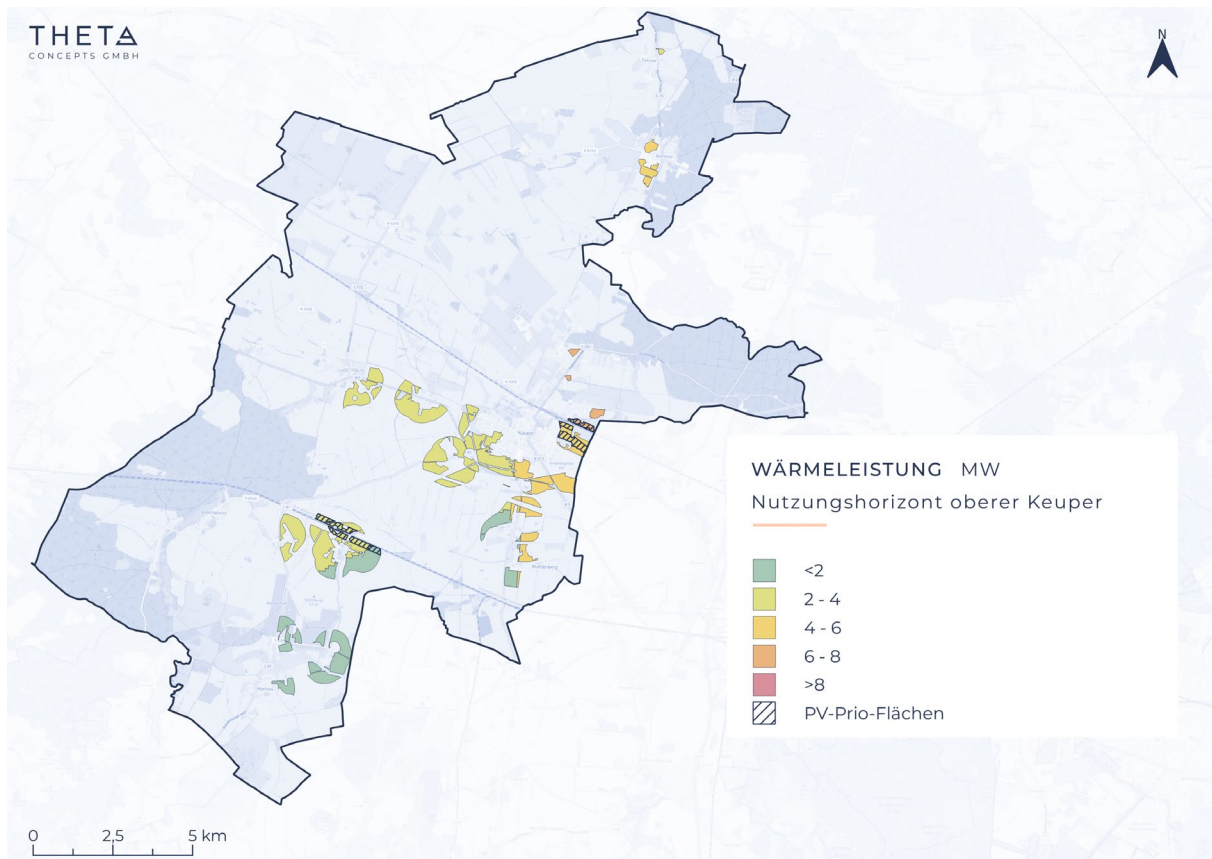 THETA
CONCEPTS GMBH
N
Nauen
WÄRMELEISTUNG MW
Nutzungshorizont oberer Keuper
<2
2 - 4
4 - 6
6 - 8
>8
PV-Prio-Flächen
0 2,5 5 km